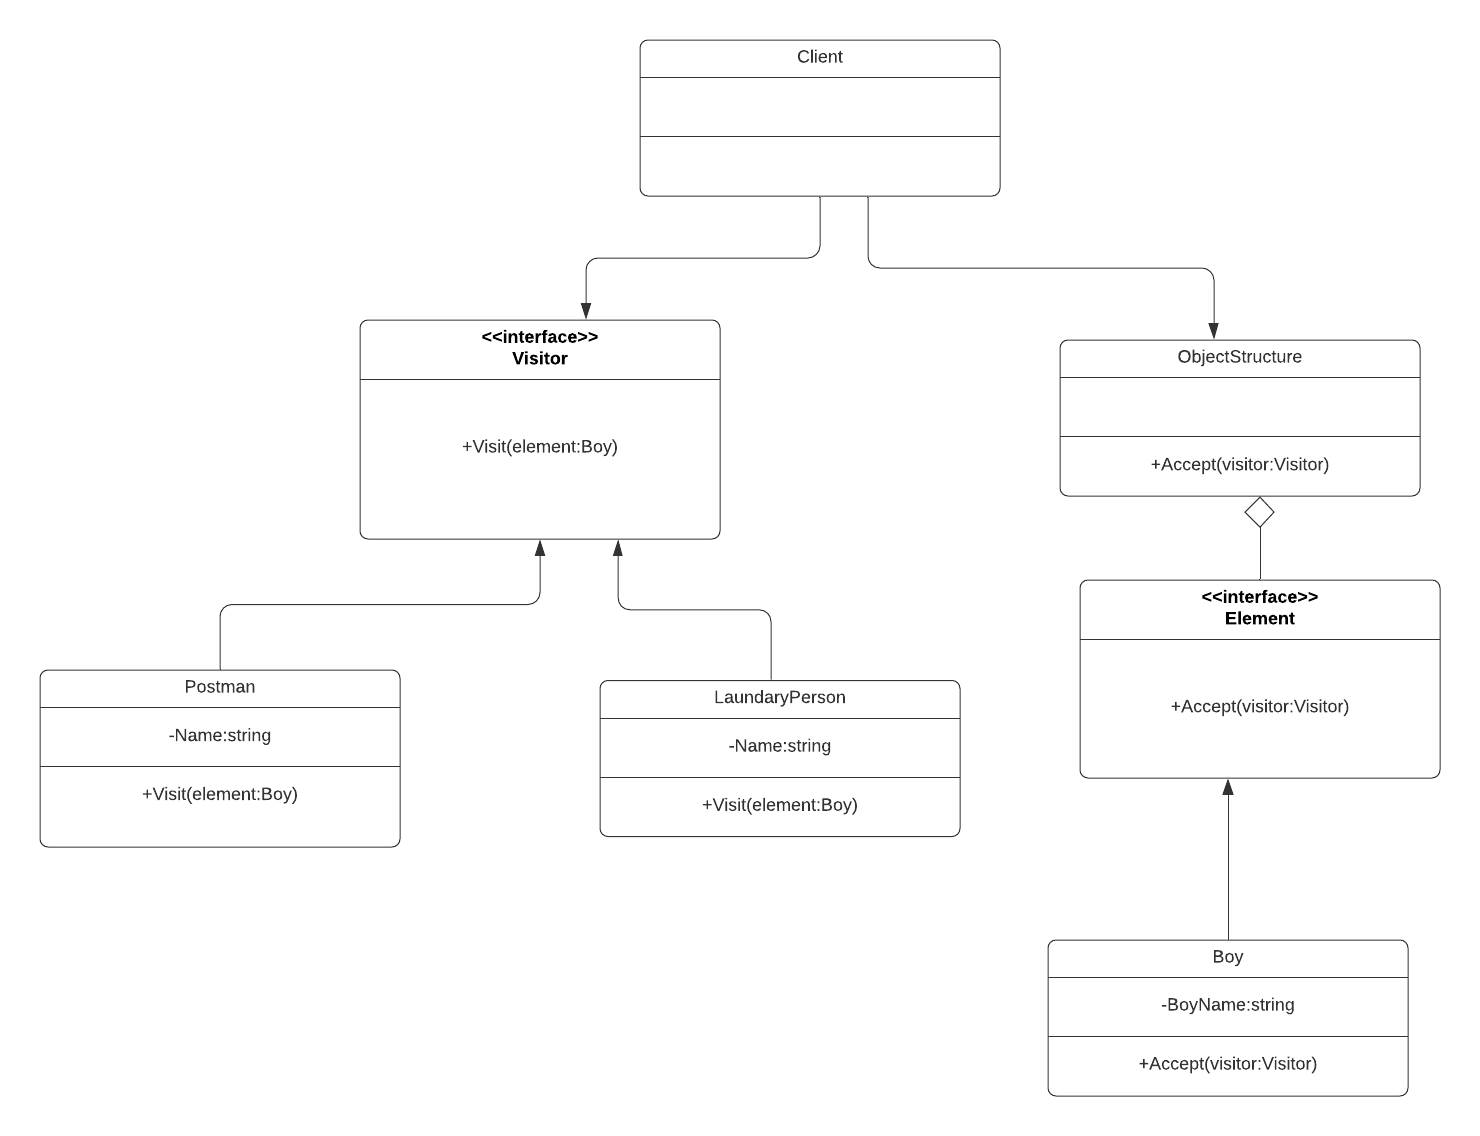 Client
<<interface>>
Visitor
+Visit(element:Boy)
ObjectStructure
+Accept(visitor:Visitor)
<<interface>>
Element
+Accept(visitor:Visitor)
Postman
-Name:string
+Visit(element:Boy)
LaundaryPerson
-Name:string
+Visit(element:Boy)
Boy
-BoyName:string
+Accept(visitor:Visitor)